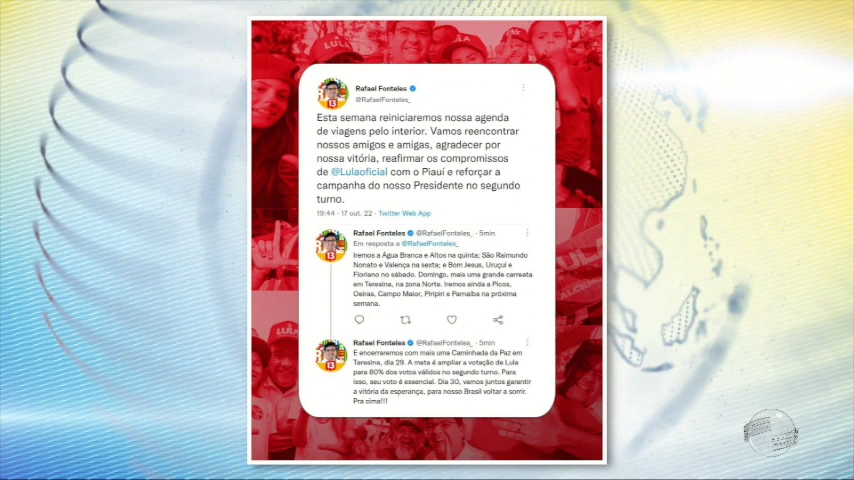 LULA
LULA
Rafael Fonteles
@RafaelFonteles_
13
Esta semana reiniciaremos nossa agenda
de viagens pelo interior. Vamos reencontrar
nossos amigos e amigas, agradecer por
nossa vitória, reafirmar os compromissos
de @Lulaoficial com o Piauí e reforçar a
campanha do nosso Presidente no segundo
turno.
19:44 - 17 out. 22 - Twitter Web App
Rafael Fonteles @RafaelFonteles_ - 5min
Em resposta a @RafaelFonteles_
13
Iremos a Água Branca e Altos na quinta; São Raimundo
Nonato e Valença na sexta; e Bom Jesus, Uruçuí e
Floriano no sábado. Domingo, mais uma grande carreata
em Teresina, na zona Norte. Iremos ainda a Picos,
Oeiras, Campo Maior, Piripiri e Parnaíba na próxima
semana.
LULA
Rafael Fonteles @RafaelFonteles_ - 5min
13
E encerraremos com mais uma Caminhada da Paz em
Teresina, dia 29. A meta é ampliar a votação de Lula
para 80% dos votos válidos no segundo turno. Para
isso, seu voto é essencial. Dia 30, vamos juntos garantir
a vitória da esperança, para nosso Brasil voltar a sorrir.
Pra cima!!!